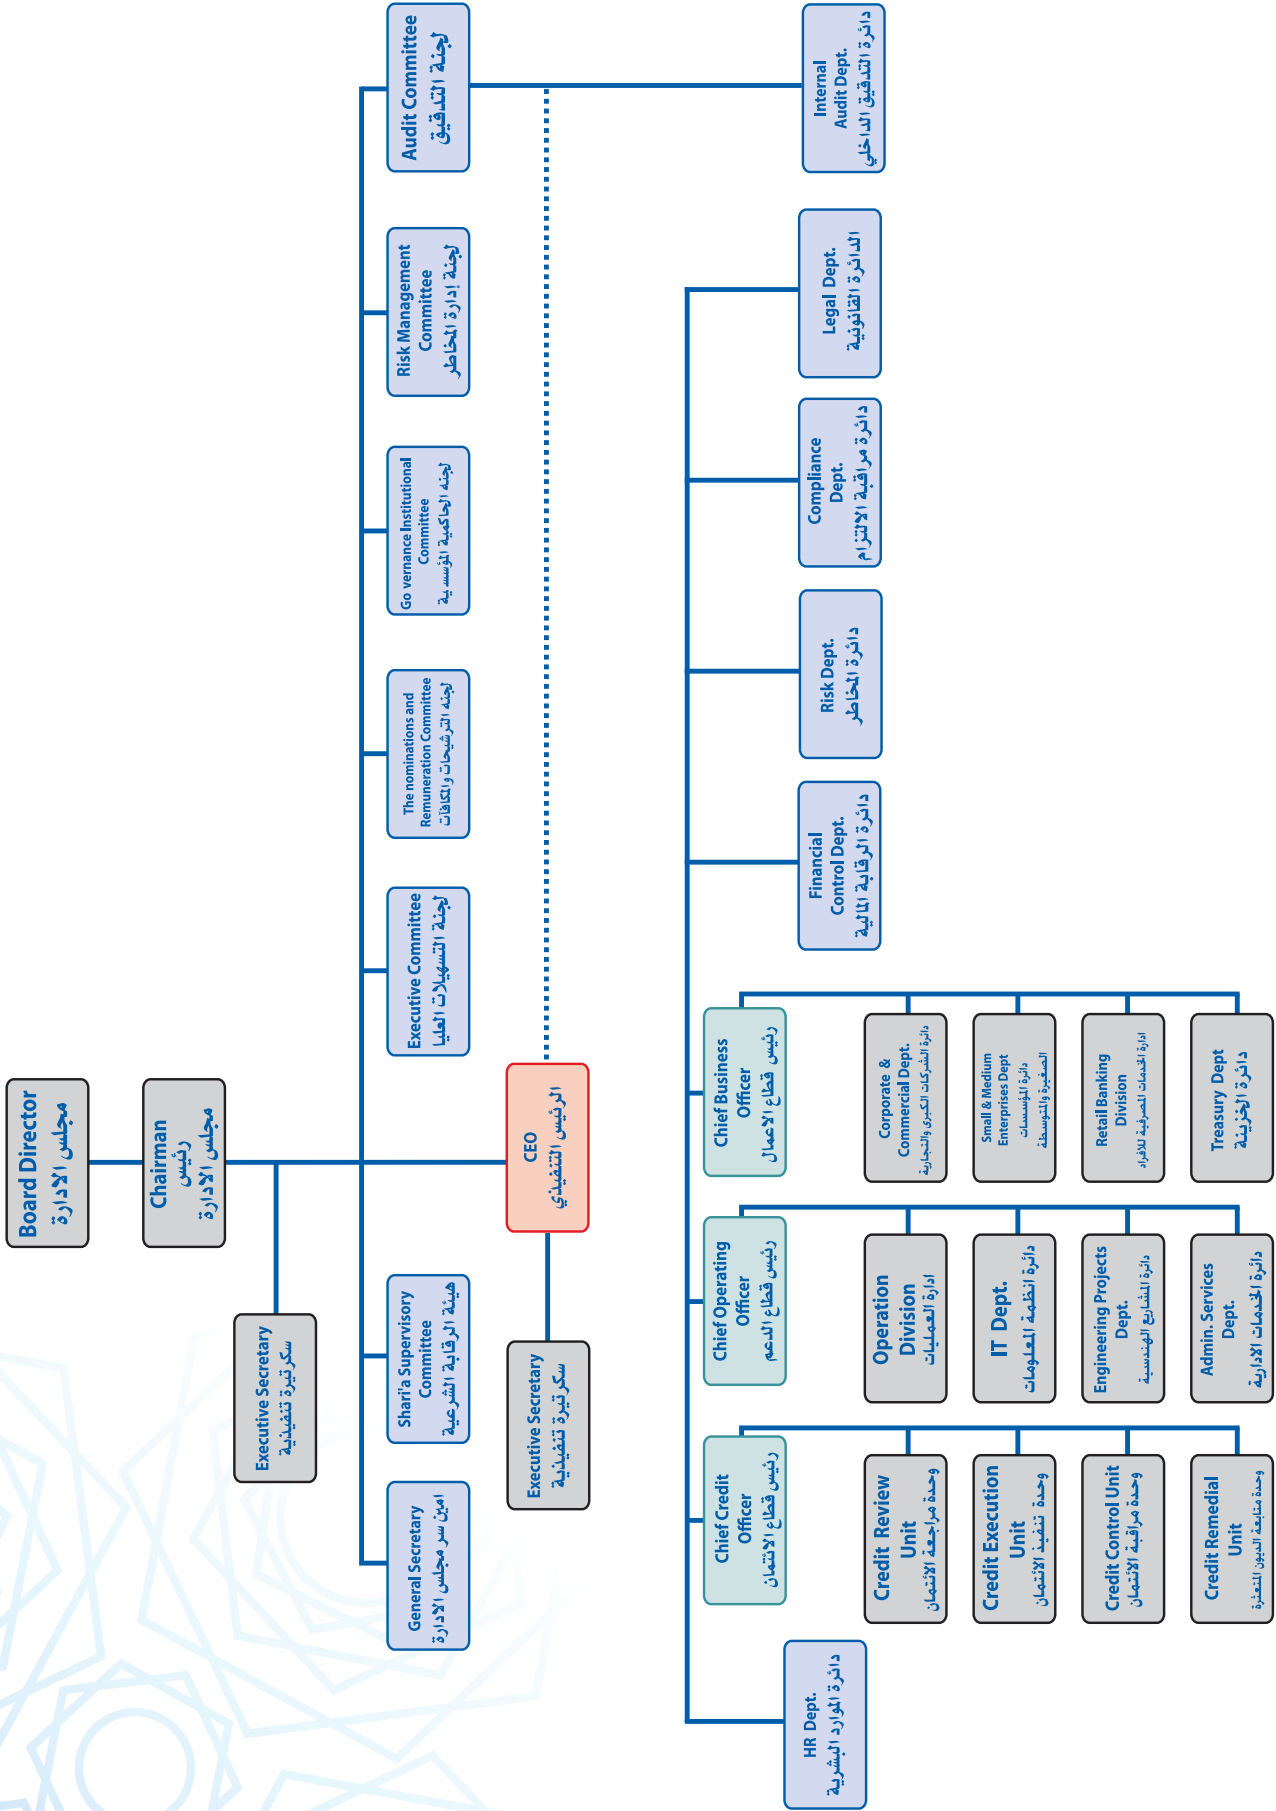 Board Director
مجلس الادارة
Chairman
رئيس
مجلس الادارة
Executive Secretary
سكرتيرة تنفيذية
General Secretary
امين سر مجلس الادارة
Shari'a Supervisory
Committee
هيئة الرقابة الشرعية
Executive Committee
لجنة التسهيلات العليا
The nominations and
Remuneration Committee
لجنه الترشيحات والمكافآت
Go vernance Institutional
Committee
لجنه الحاكمية المؤسسية
Risk Management
Committee
لجنة إدارة المخاطر
Audit Committee
لجنة التدقيق
CEO
الرئيس التنفيذي
Executive Secretary
سكرتيرة تنفيذية
HR Dept.
دائرة الموارد البشرية
Chief Credit
Officer
رئيس قطاع الائتمان
Credit Review
Unit
وحدة مراجعة الائتمان
Credit Execution
Unit
وحدة تنفيذ الائتمان
Credit Control Unit
وحدة مراقبة الائتمان
Credit Remedial
Unit
وحدة متابعة الديون المتعثرة
Chief Operating
Officer
رئيس قطاع الدعم
Operation
Division
ادارة العمليات
IT Dept.
دائرة انظمة المعلومات
Engineering Projects
Dept.
دائرة المشاريع الهندسية
Admin. Services
Dept.
دائرة الخدمات الادارية
Chief Business
Officer
رئيس قطاع الاعمال
Corporate &
Commercial Dept.
دائرة الشركات الكبرى والتجارية
Small & Medium
Enterprises Dept
دائرة المؤسسات
الصغيرة والمتوسطة
Retail Banking
Division
ادارة الخدمات المصرفية للافراد
Treasury Dept
دائرة الخزينة
Financial
Control Dept.
دائرة الرقابة المالية
Risk Dept.
دائرة المخاطر
Compliance
Dept.
دائرة مراقبة الالتزام
Legal Dept.
الدائرة القانونية
Internal
Audit Dept.
دائرة التدقيق الداخلي